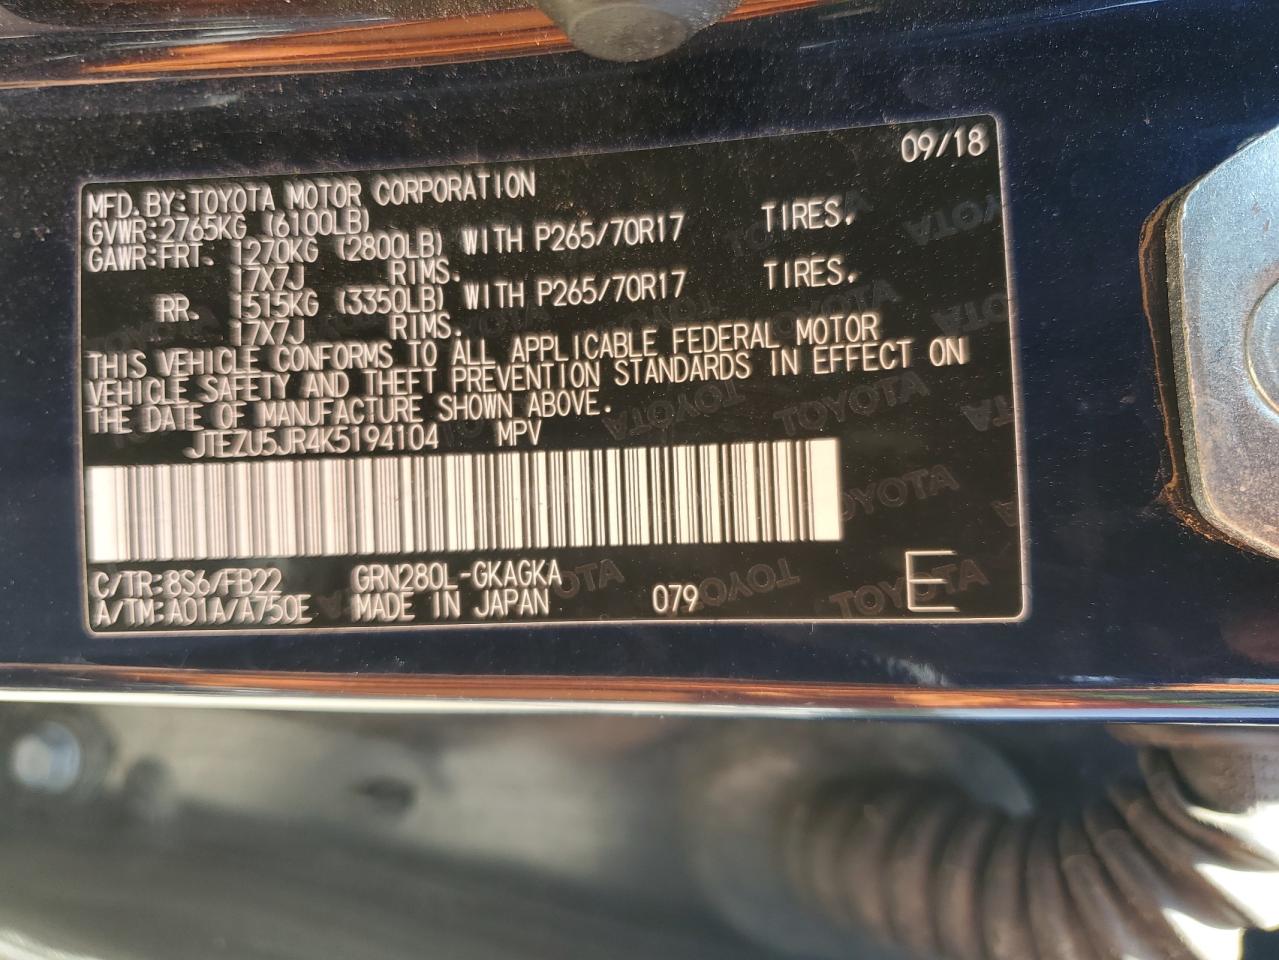 09/18
MFD. BY: TOYOTA MOTOR CORPORATION
GVWR: 2765KG (6100LB)
GAWR: FRT. 1270KG (2800LB) WITH P265/70R17 TIRES.
17X7J RIMS.
RR. 1515KG (3350LB) WITH P265/70R17 TIRES.
17X7J RIMS.
THIS VEHICLE CONFORMS TO ALL APPLICABLE FEDERAL MOTOR
VEHICLE SAFETY AND THEFT PREVENTION STANDARDS IN EFFECT ON
THE DATE OF MANUFACTURE SHOWN ABOVE.
JTEZU5JR4K5194104 MPV
C/TR: 8S6/FB22 GRN280L-GKAGKA
A/TM: A01A/A750E MADE IN JAPAN 079 E